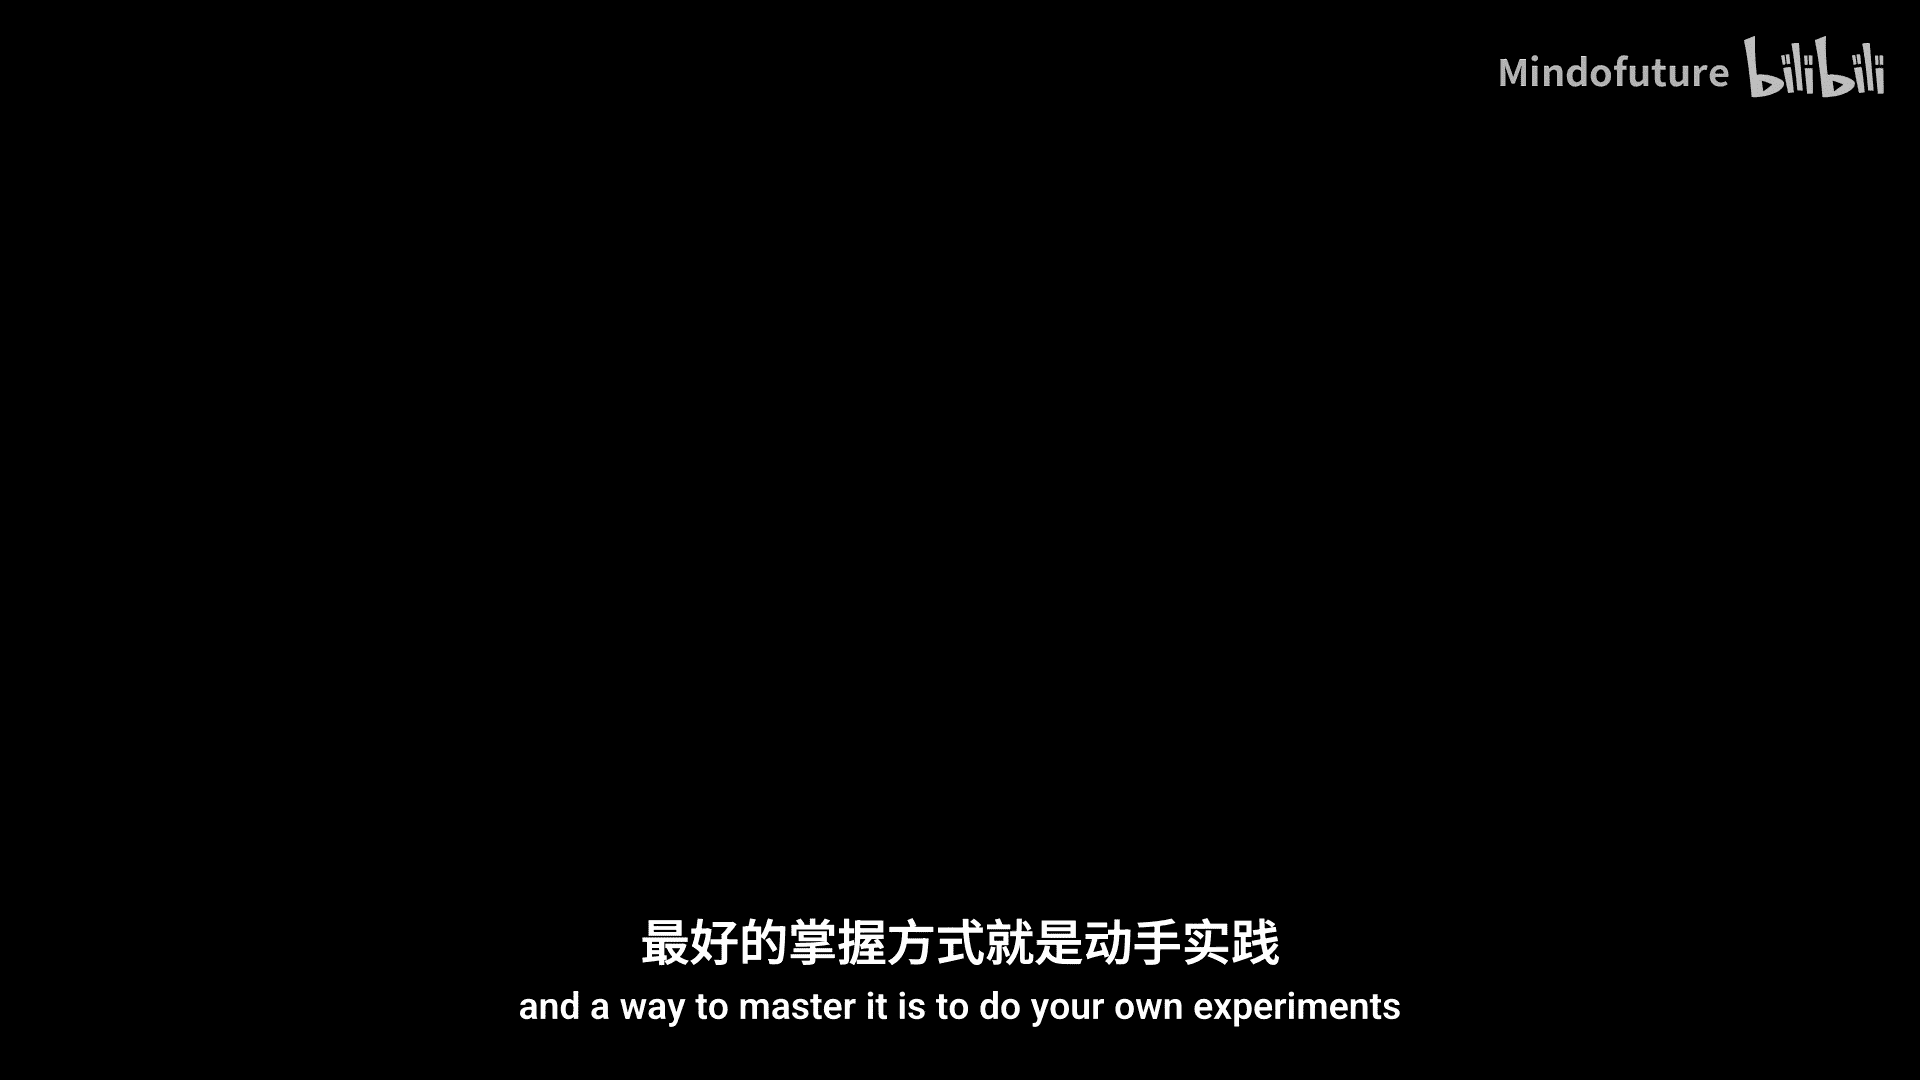 Mindofuture bilibili
最好的掌握方式就是动手实践
and a way to master it is to do your own experiments